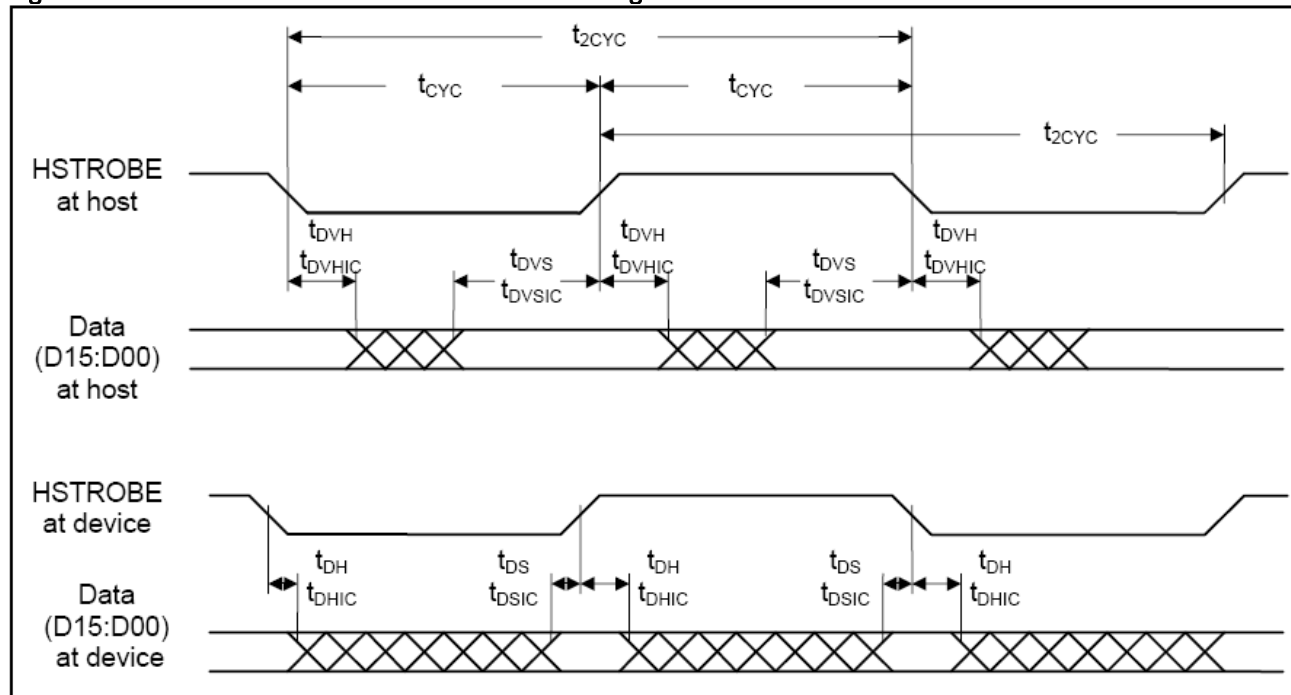 t2CYC
tCYC tCYC
t2CYC
HSTROBE
at host
tDVH tDVH tDVH
tDVHIC tDVS tDVHIC tDVS tDVHIC
tDVSIC tDVSIC
Data
(D15:D00)
at host
HSTROBE
at device
tDH tDS tDH tDS tDH
tDHIC tDSIC tDHIC tDSIC tDHIC
Data
(D15:D00)
at device